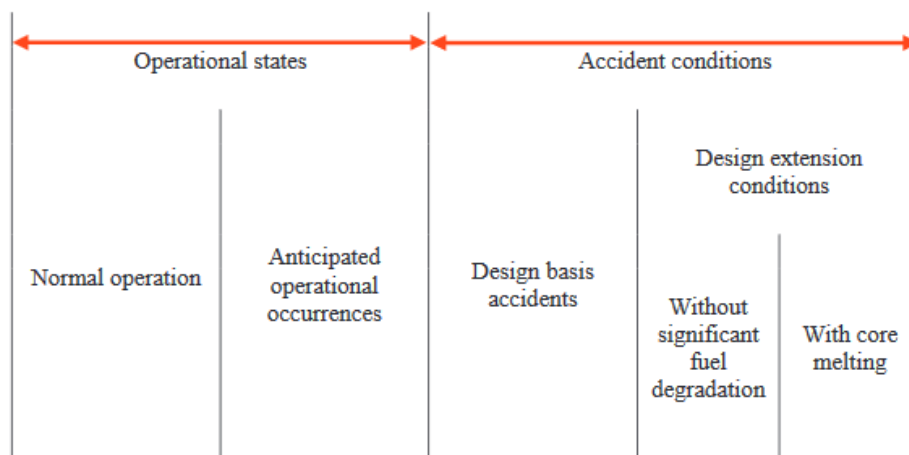 Operational states
Accident conditions
Design extension
conditions
Normal operation
Anticipated
operational
occurrences
Design basis
accidents
Without
significant
fuel
degradation
With core
melting